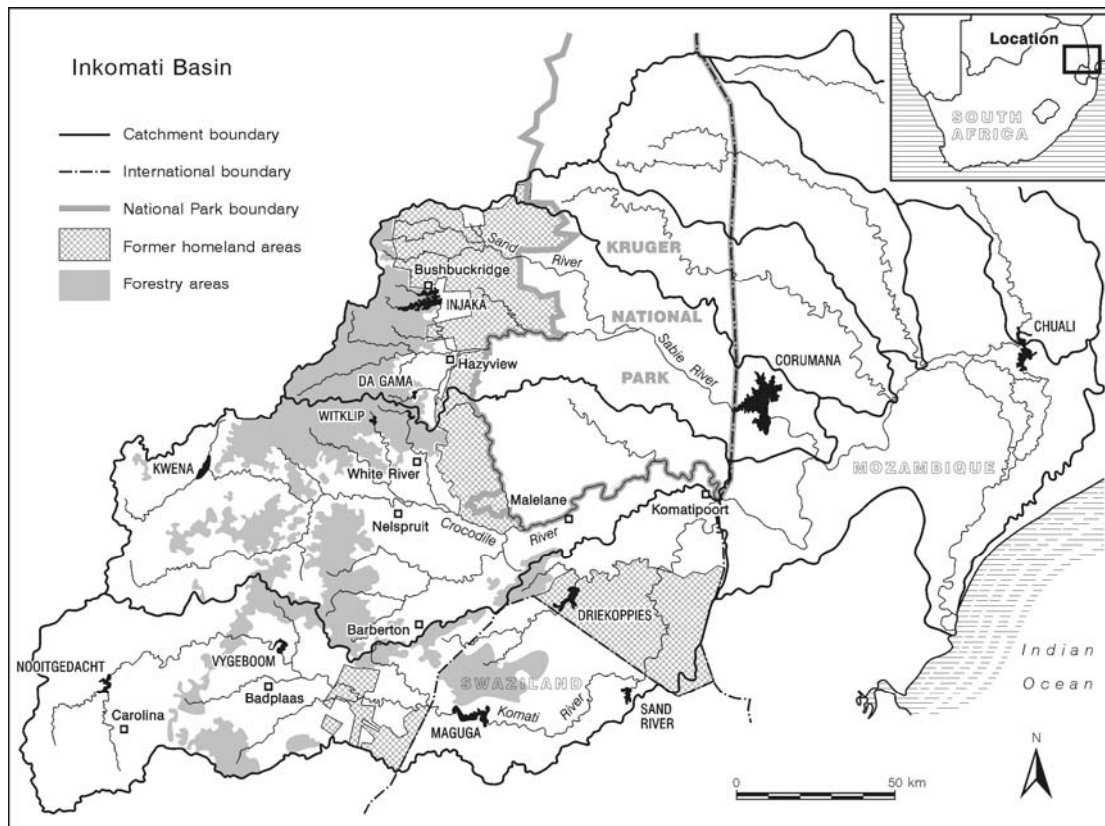 Inkomati Basin
Catchment boundary
International boundary
National Park boundary
Former homeland areas
Forestry areas
Location
SOUTH
AFRICA
Sand
River
KRUGER
Bushbuckridge
INJAKA
NATIONAL
Sabie River
PARK
Hazyview
CORUMANA
CHUALI
DA GAMA
WITKLIP
KWENA
White River
MOZAMBIQUE
Malelane
Komatipoort
Nelspruit
Crocodile
River
DRIEKOPPIES
Barberton
NOOITGEDACHT
VYGEBOOM
Badplaas
SWAZILAND
Indian
Ocean
Carolina
MAGUGA
Komati
River
SAND
RIVER
N
0
50 km